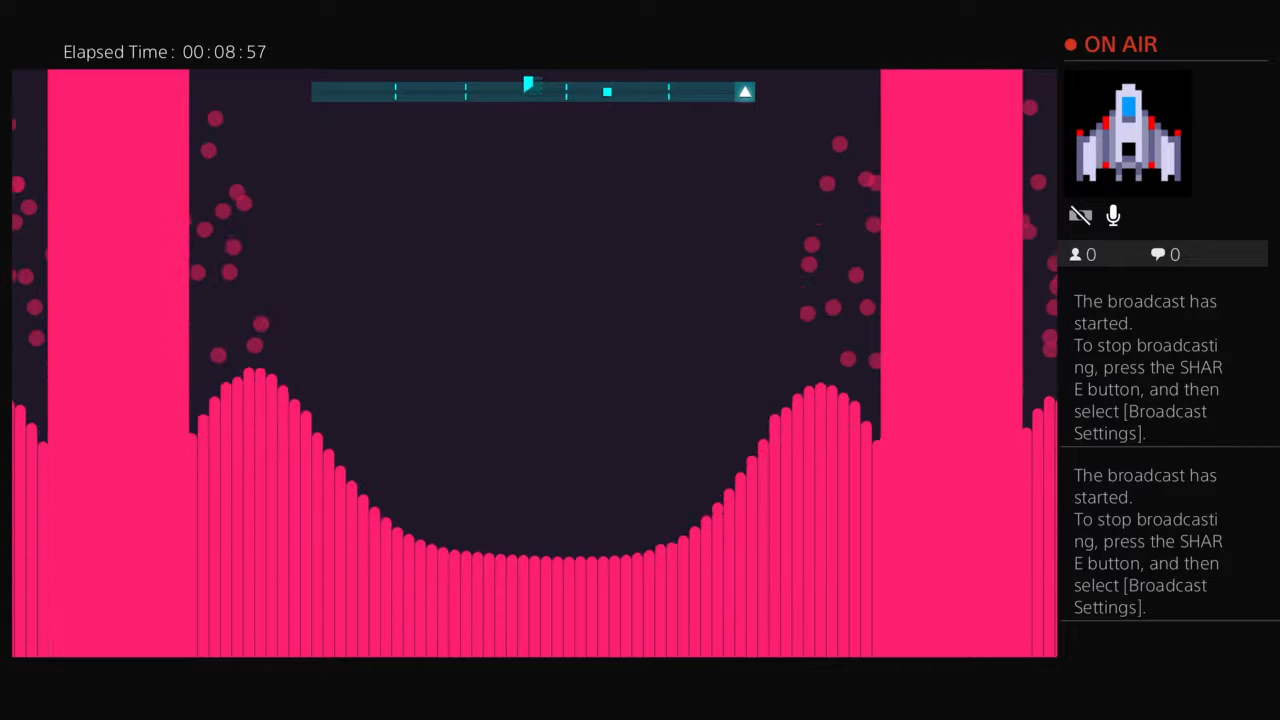 Elapsed Time: 00:08:57
ON AIR
0 0
The broadcast has
started.
To stop broadcasti
ng, press the SHAR
E button, and then
select [Broadcast
Settings].
The broadcast has
started.
To stop broadcasti
ng, press the SHAR
E button, and then
select [Broadcast
Settings].